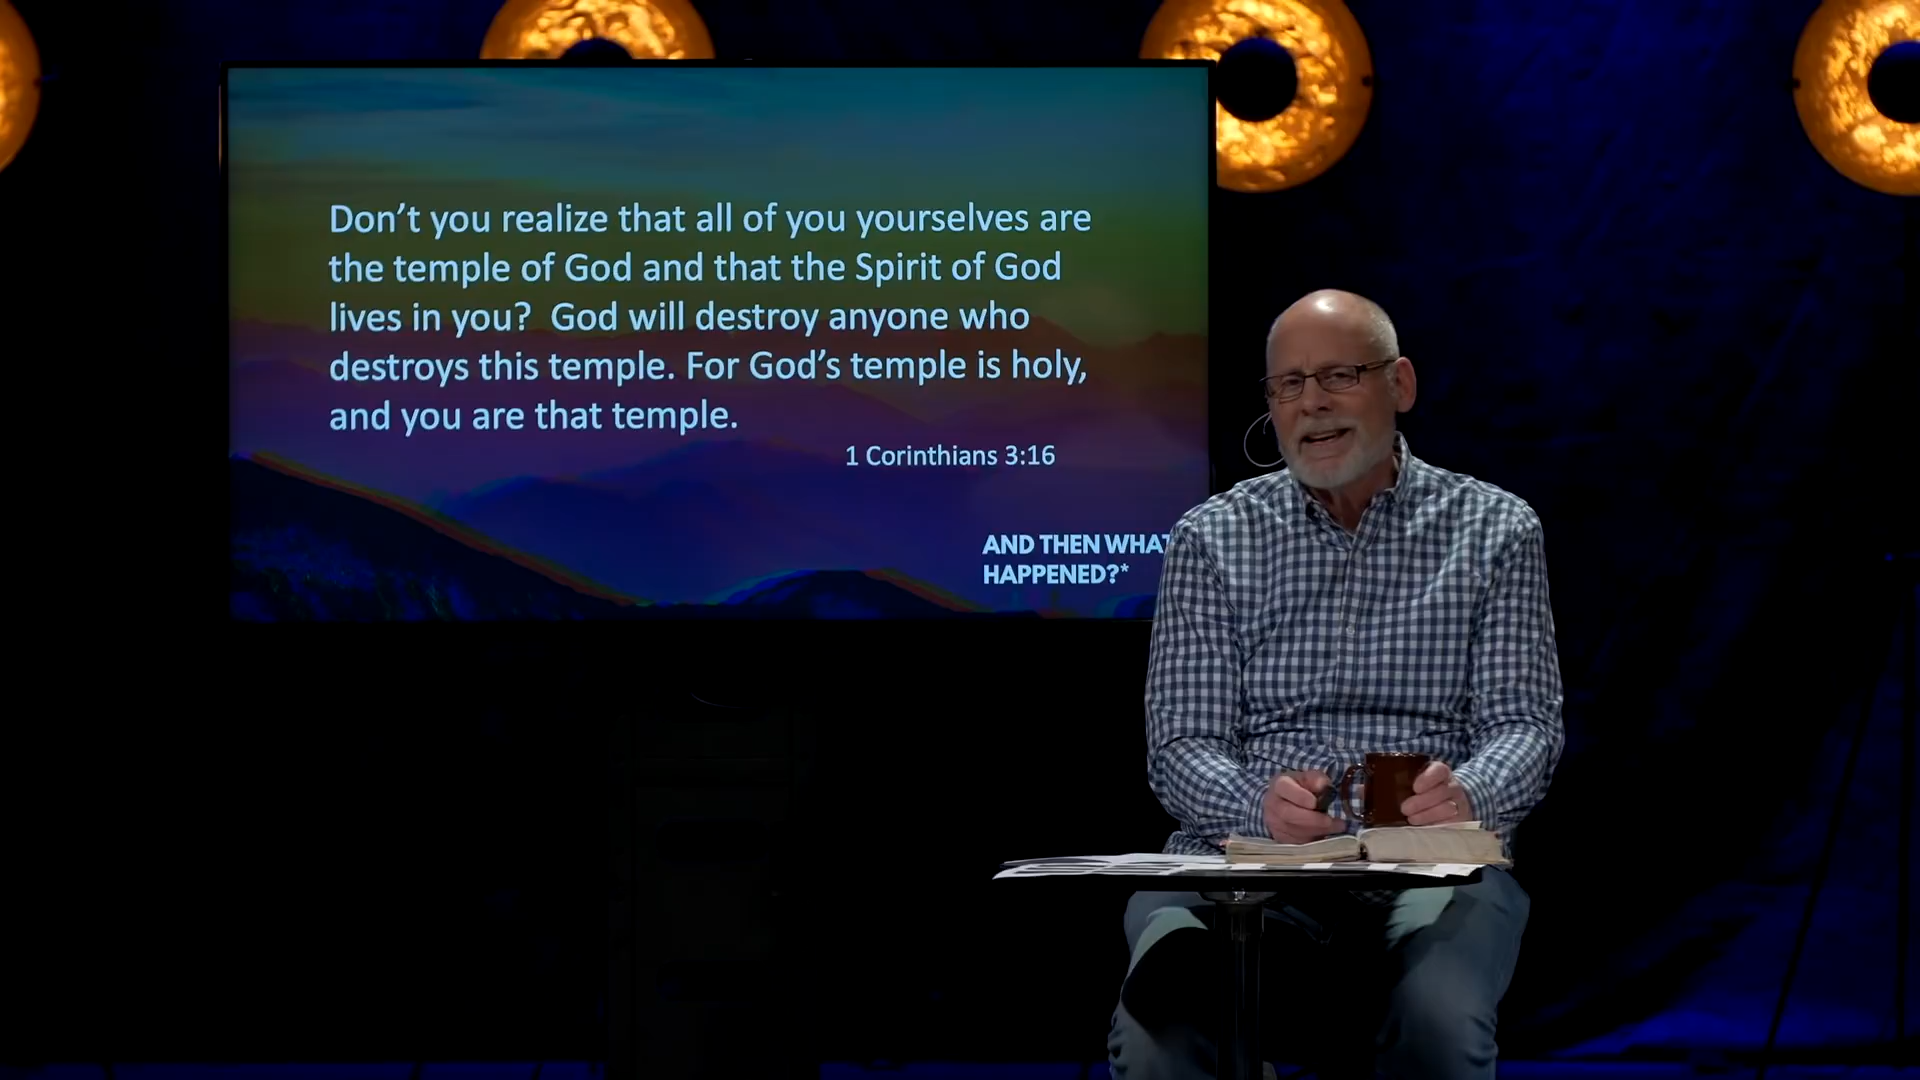 Don’t you realize that all of you yourselves are
the temple of God and that the Spirit of God
lives in you?  God will destroy anyone who
destroys this temple. For God’s temple is holy,
and you are that temple.
1 Corinthians 3:16
AND THEN WHAT
HAPPENED?*